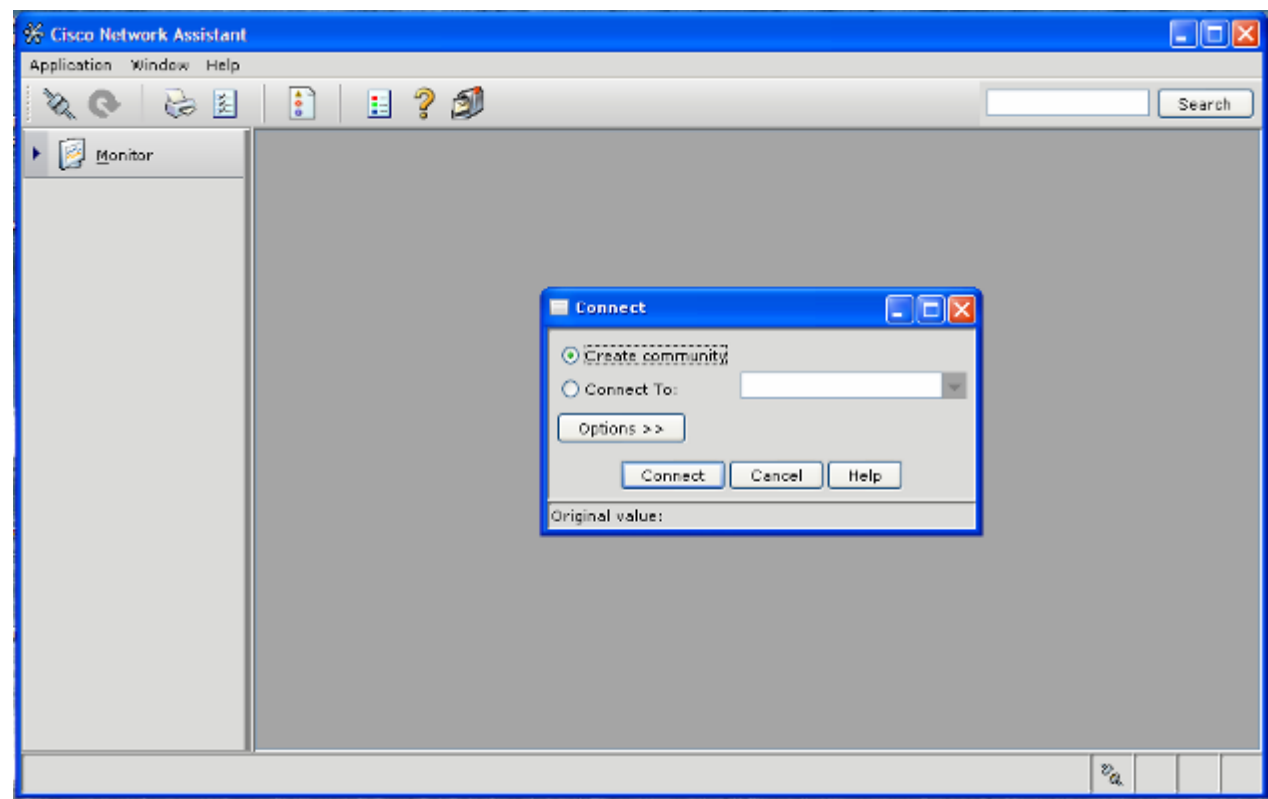 Cisco Network Assistant
Application Window Help
Search
Monitor
Connect
Create community
Connect To:
Options >>
Connect Cancel Help
Original value: